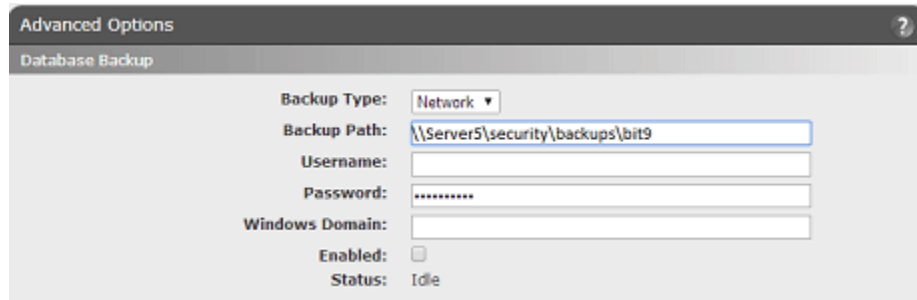 Advanced Options ?
Database Backup
Backup Type: Network
Backup Path: \\Server5\security\backups\bit9
Username:
Password: ••••••••••
Windows Domain:
Enabled:
Status: Idle